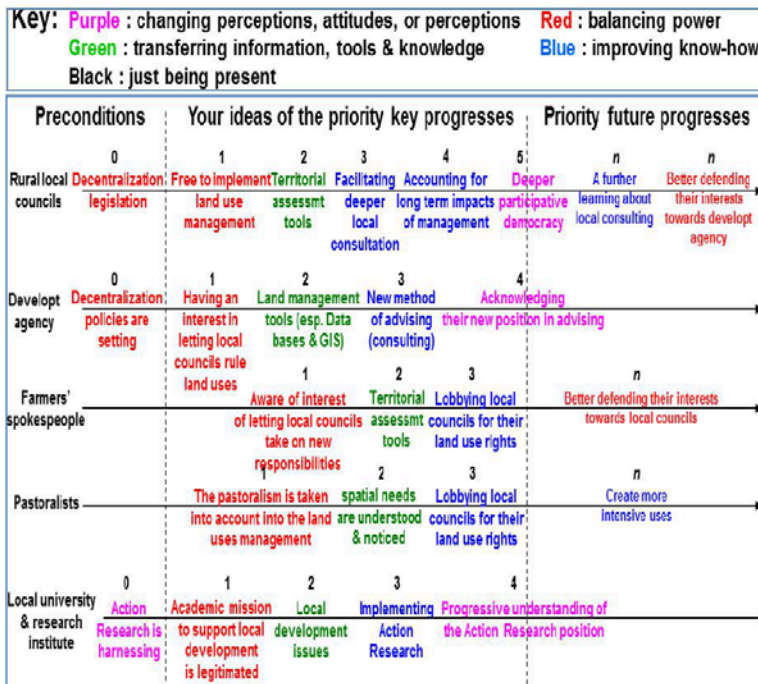 Key: Purple : changing perceptions, attitudes, or perceptions Red : balancing power
Green : transferring information, tools & knowledge Blue : improving know-how
Black : just being present
Preconditions Your ideas of the priority key progresses Priority future progresses
0 1 2 3 4 5 n n
Rural local councils
Decentralization
legislation
Free to implement
land use
management
Territorial
assessmt
tools
Facilitating
deeper
local
consultation
Accounting for
long term impacts
of management
Deeper
participative
democracy
A further
learning about
local consulting
Better defending
their interests
towards developt
agency
0 1 2 3 4
Developt
agency
Decentralization
policies are
setting
Having an
interest in
letting local
councils rule
land uses
Land management
tools (esp. Data
bases & GIS)
New method
of advising
(consulting)
Acknowledging
their new position in advising
1 2 3 n
Farmers'
spokespeople
Aware of interest
of letting local councils
take on new
responsibilities
Territorial
assessmt
tools
Lobbying local
councils for their
land use rights
Better defending their interests
towards local councils
1 2 3 n
Pastoralists
The pastoralism is taken
into account into the land
uses management
spatial needs
are understood
& noticed
Lobbying local
councils for their
land use rights
Create more
intensive uses
0 1 2 3 4
Local university
& research
institute
Action
Research is
harnessing
Academic mission
to support local
development
is legitimated
Local
development
issues
Implementing
Action
Research
Progressive understanding of
the Action Research position